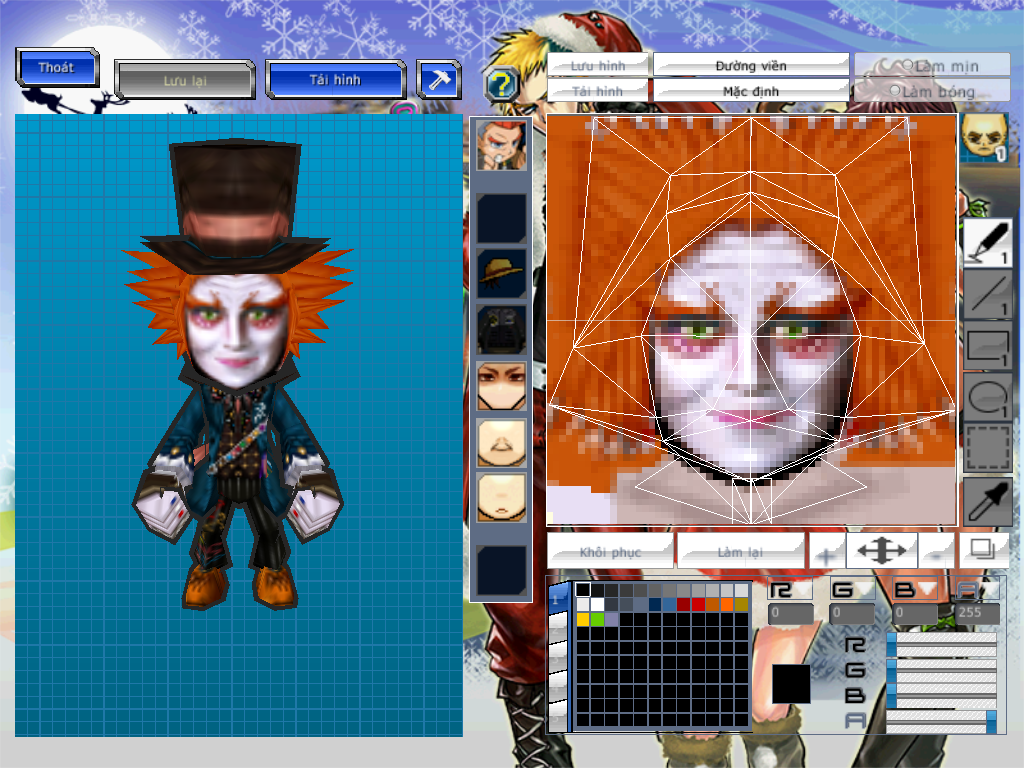 Thoát
Lưu lại
Tải hình
?
Lưu hình
Đường viền
Làm mịn
Tải hình
Mặc định
Làm bóng
1
1
1
1
1
Khôi phục
Làm lại
+
-
1
R G B A
0 0 0 255
R
G
B
A